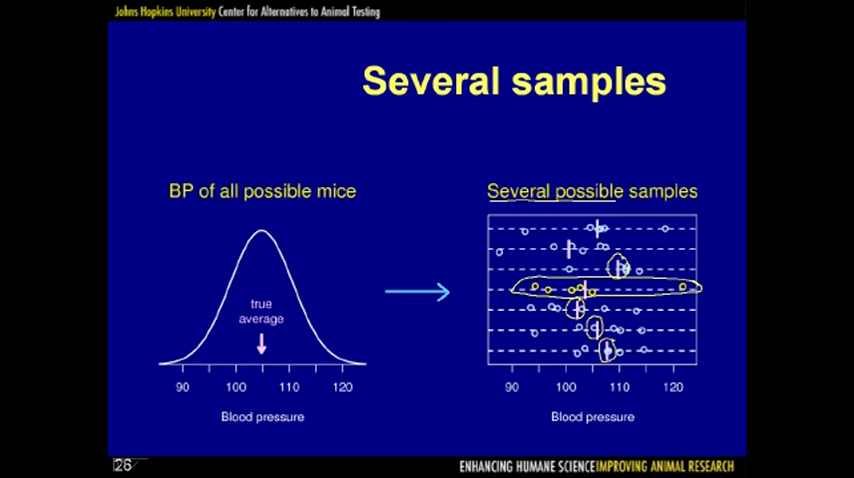 Johns Hopkins University Center for Alternatives to Animal Testing
Several samples
BP of all possible mice
Several possible samples
true
average
90 100 110 120
90 100 110 120
Blood pressure
Blood pressure
26
ENHANCING HUMANE SCIENCE IMPROVING ANIMAL RESEARCH